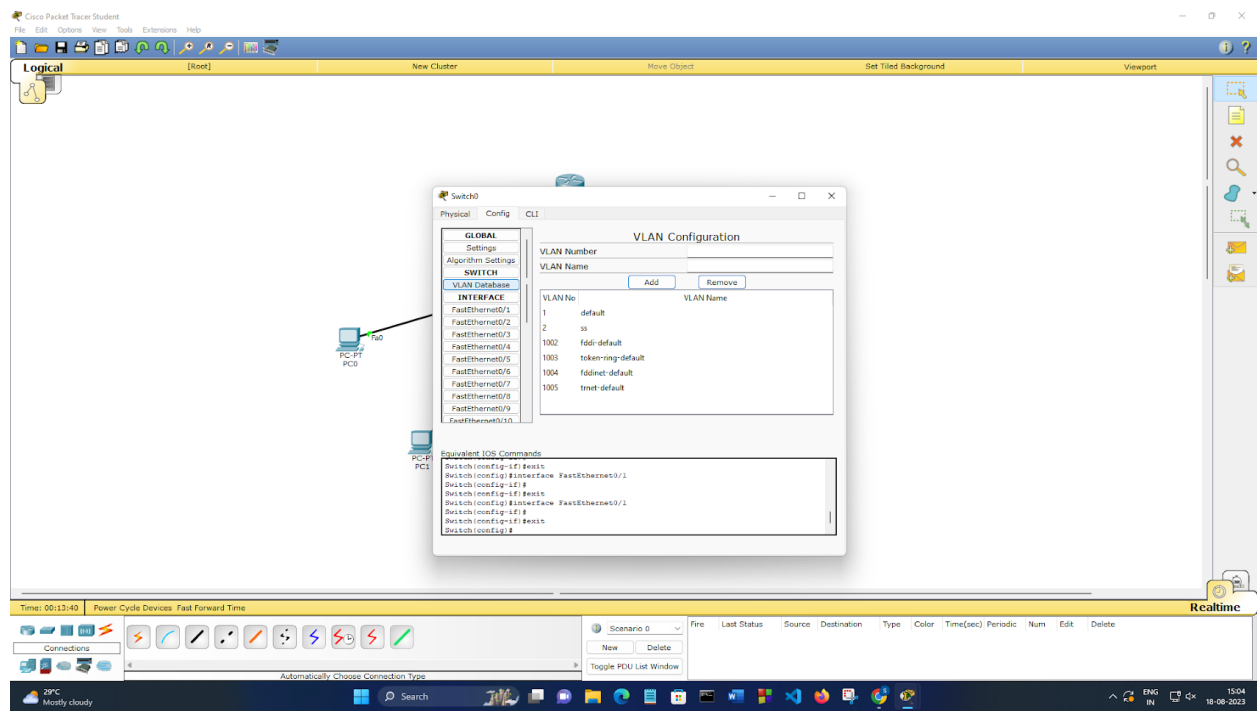 Cisco Packet Tracer Student
File Edit Options View Tools Extensions Help
Logical [Root] New Cluster Move Object Set Tiled Background Viewport
Switch0
Physical Config CLI
GLOBAL
Settings
Algorithm Settings
SWITCH
VLAN Database
INTERFACE
FastEthernet0/1
FastEthernet0/2
FastEthernet0/3
FastEthernet0/4
FastEthernet0/5
FastEthernet0/6
FastEthernet0/7
FastEthernet0/8
FastEthernet0/9
FastEthernet0/10
VLAN Configuration
VLAN Number
VLAN Name
Add Remove
VLAN No VLAN Name
1 default
2 ss
1002 fddi-default
1003 token-ring-default
1004 fddinet-default
1005 trnet-default
Fa0
PC-PT
PC0
PC-PT
PC1
Equivalent IOS Commands
Switch(config-if)#exit
Switch(config)#interface FastEthernet0/1
Switch(config-if)#
Switch(config-if)#exit
Switch(config)#interface FastEthernet0/1
Switch(config-if)#
Switch(config-if)#exit
Switch(config)#
Time: 00:13:40 Power Cycle Devices Fast Forward Time
Realtime
Connections
Automatically Choose Connection Type
Scenario 0
New Delete
Toggle PDU List Window
Fire Last Status Source Destination Type Color Time(sec) Periodic Num Edit Delete
29°C
Mostly cloudy
Search
ENG
IN
15:04
18-08-2023